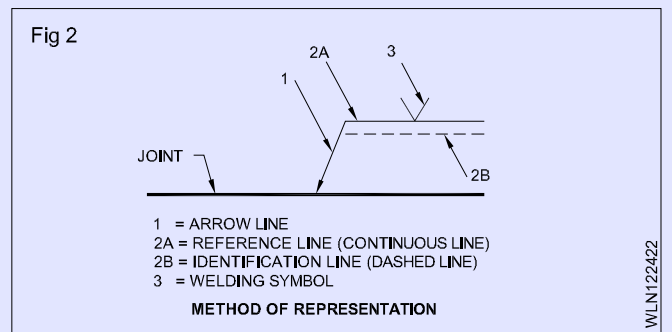 Fig 2
2A
3
1
2B
JOINT
1 = ARROW LINE
2A = REFERENCE LINE (CONTINUOUS LINE)
2B = IDENTIFICATION LINE (DASHED LINE)
3 = WELDING SYMBOL
METHOD OF REPRESENTATION
WLN122422